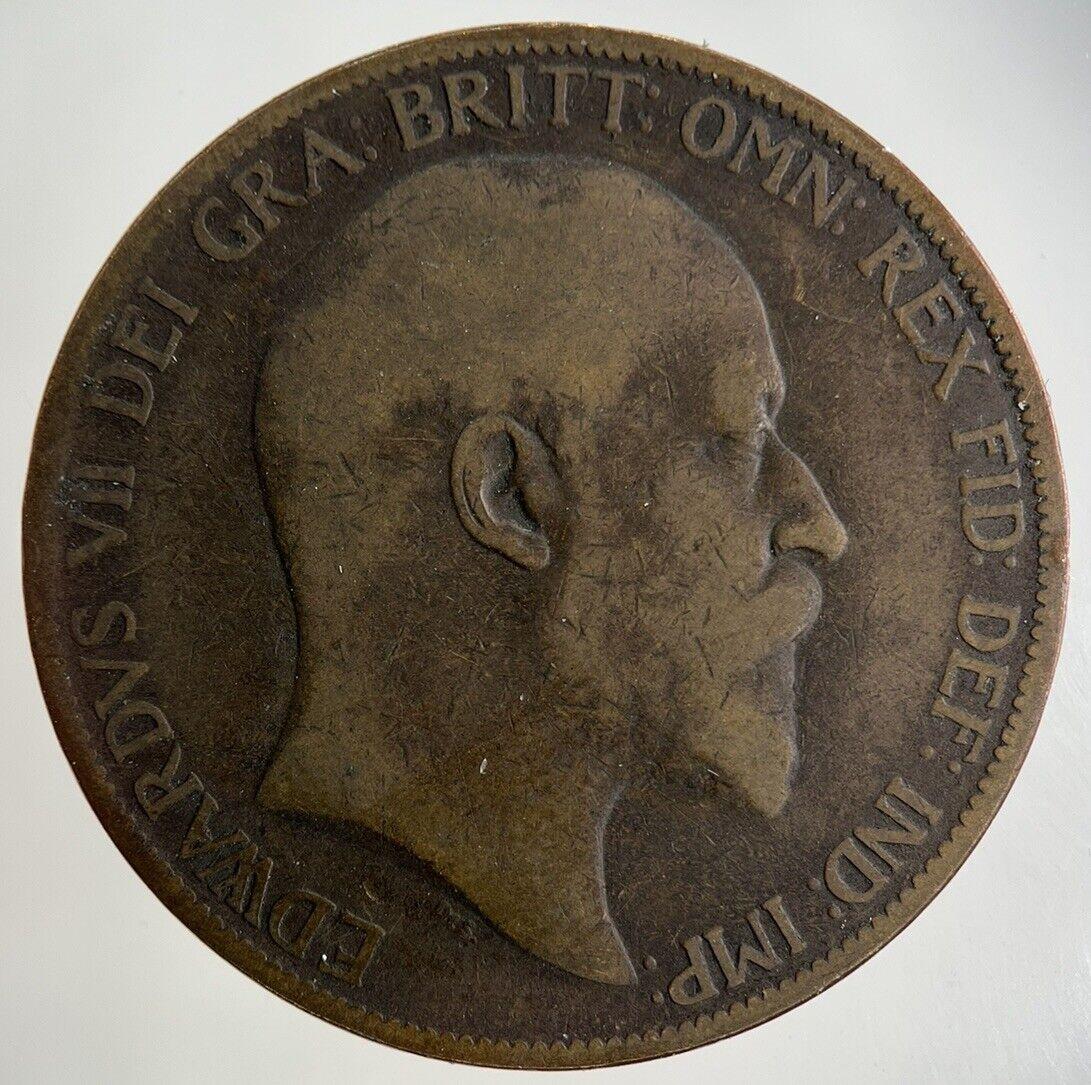 EDWARDVS VII DEI GRA: BRITT: OMN: REX FID: DEF: IND: IMP: